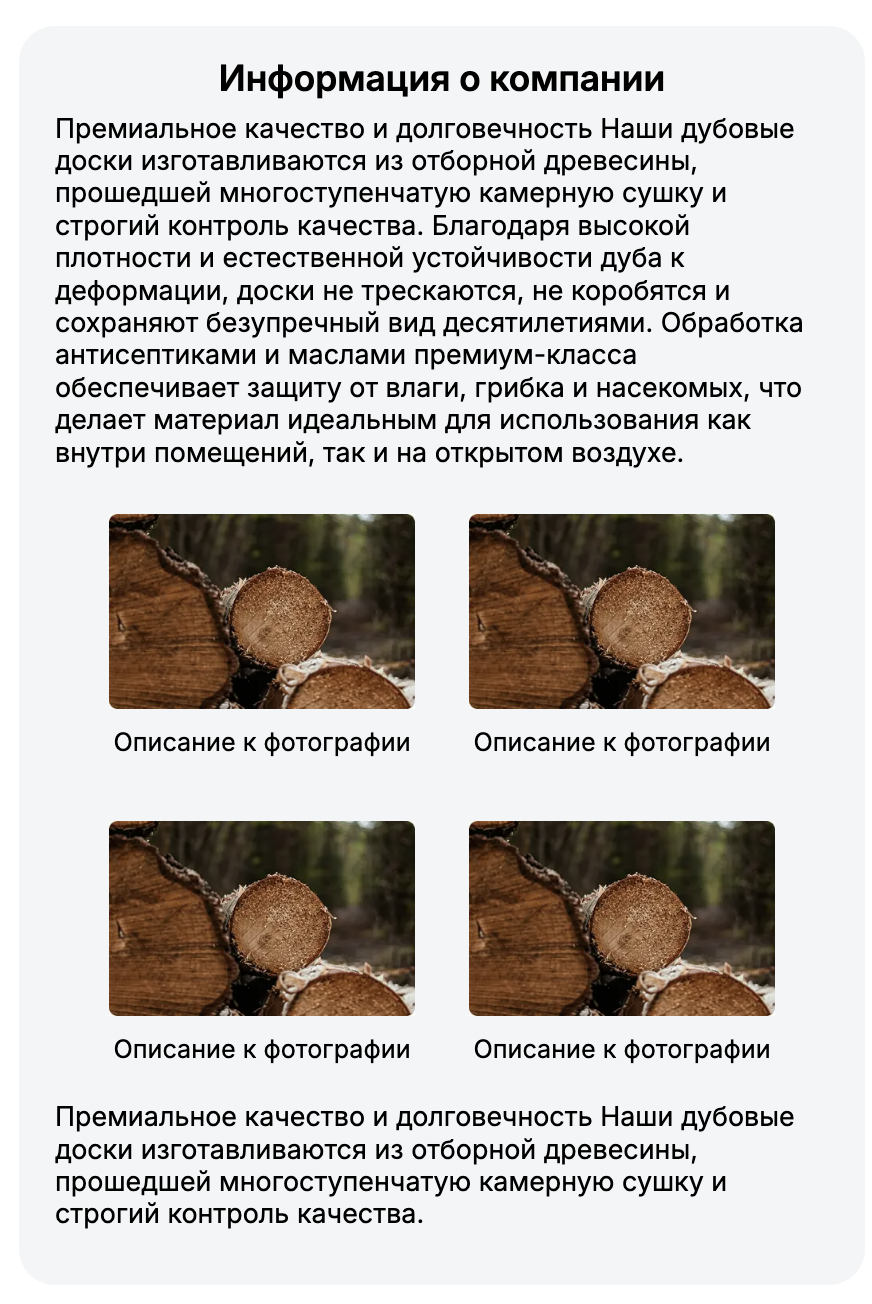 Информация о компании
Премиальное качество и долговечность Наши дубовые
доски изготавливаются из отборной древесины,
прошедшей многоступенчатую камерную сушку и
строгий контроль качества. Благодаря высокой
плотности и естественной устойчивости дуба к
деформации, доски не трескаются, не коробятся и
сохраняют безупречный вид десятилетиями. Обработка
антисептиками и маслами премиум-класса
обеспечивает защиту от влаги, грибка и насекомых, что
делает материал идеальным для использования как
внутри помещений, так и на открытом воздухе.
Описание к фотографии
Описание к фотографии
Описание к фотографии
Описание к фотографии
Премиальное качество и долговечность Наши дубовые
доски изготавливаются из отборной древесины,
прошедшей многоступенчатую камерную сушку и
строгий контроль качества.